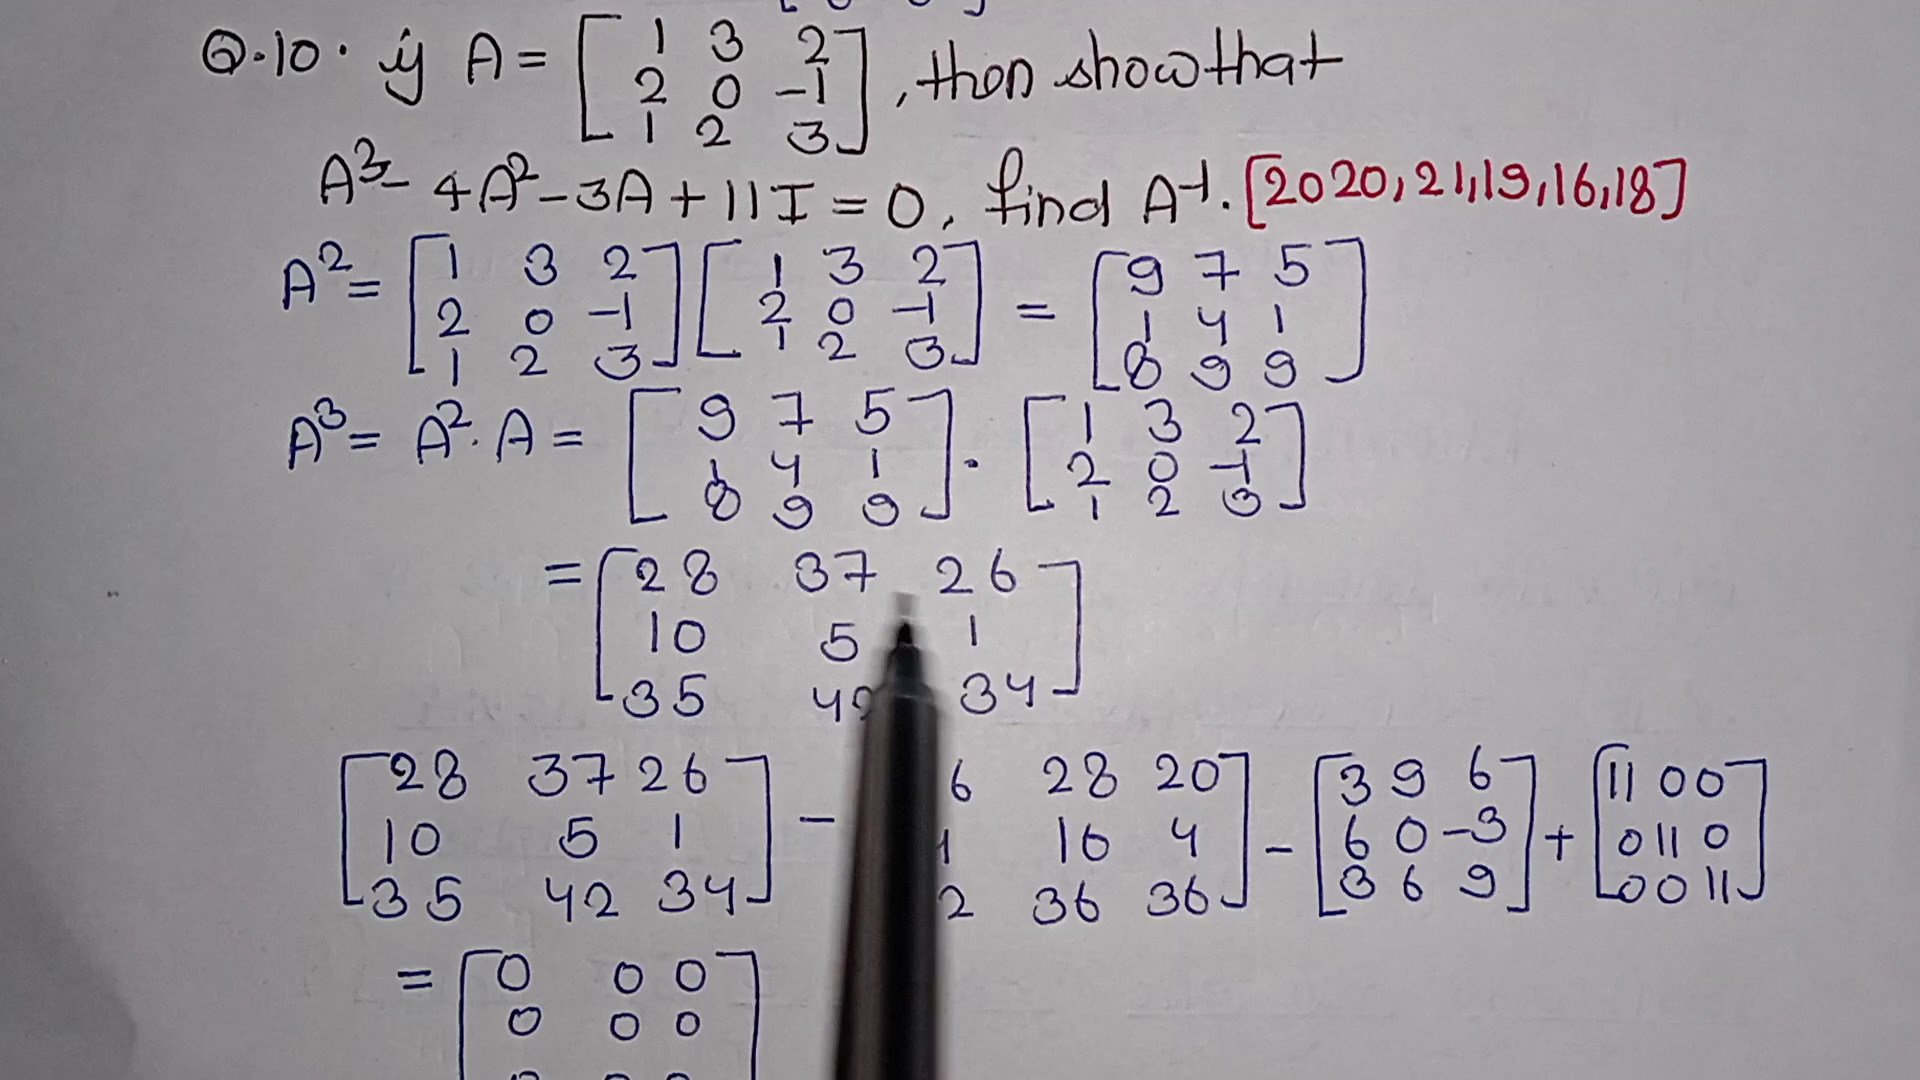 Q.10. if A = [ 1 3 2
2 0 -1
1 2 3 ], then show that
A³- 4A² - 3A + 11I = 0, find A⁻¹. [2020,21,19,16,18]
A² = [ 1 3 2 ] [ 1 3 2 ] = [ 9 7 5 ]
2 0 -1 2 0 -1 1 4 1
1 2 3 1 2 3 8 9 9
A³ = A². A = [ 9 7 5 ] . [ 1 3 2 ]
1 4 1 2 0 -1
8 9 9 1 2 3
= [ 28 37 26 ]
10 5 1
35 34
[ 28 37 26 ] - 6 28 20 ] - [ 3 9 6 ] + [ 11 0 0 ]
10 5 1 16 4 6 0 -3 0 11 0
35 42 34 2 36 36 3 6 9 0 0 11
= [ 0 0 0 ]
0 0 0